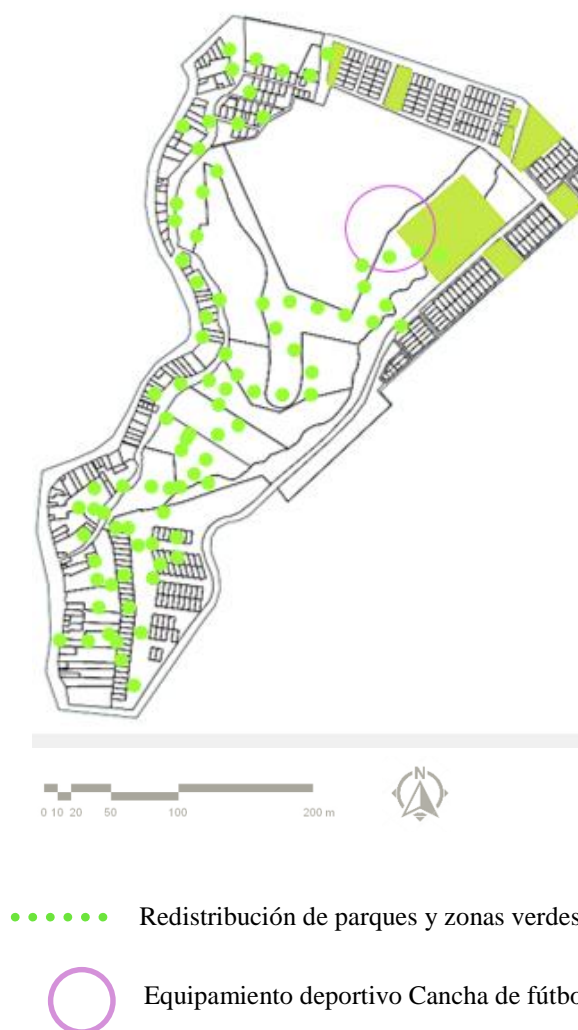 N
0 10 20 50 100 200 m
Redistribución de parques y zonas verdes
Equipamiento deportivo Cancha de fútbo